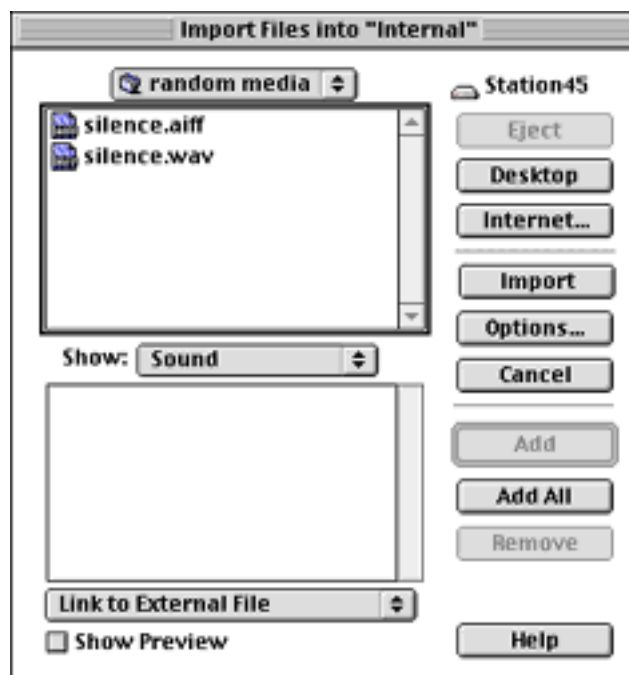 Import Files into "Internal"
random media
silence.aiff
silence.wav
Show: Sound
Link to External File
Show Preview
Station45
Eject
Desktop
Internet...
Import
Options...
Cancel
Add
Add All
Remove
Help